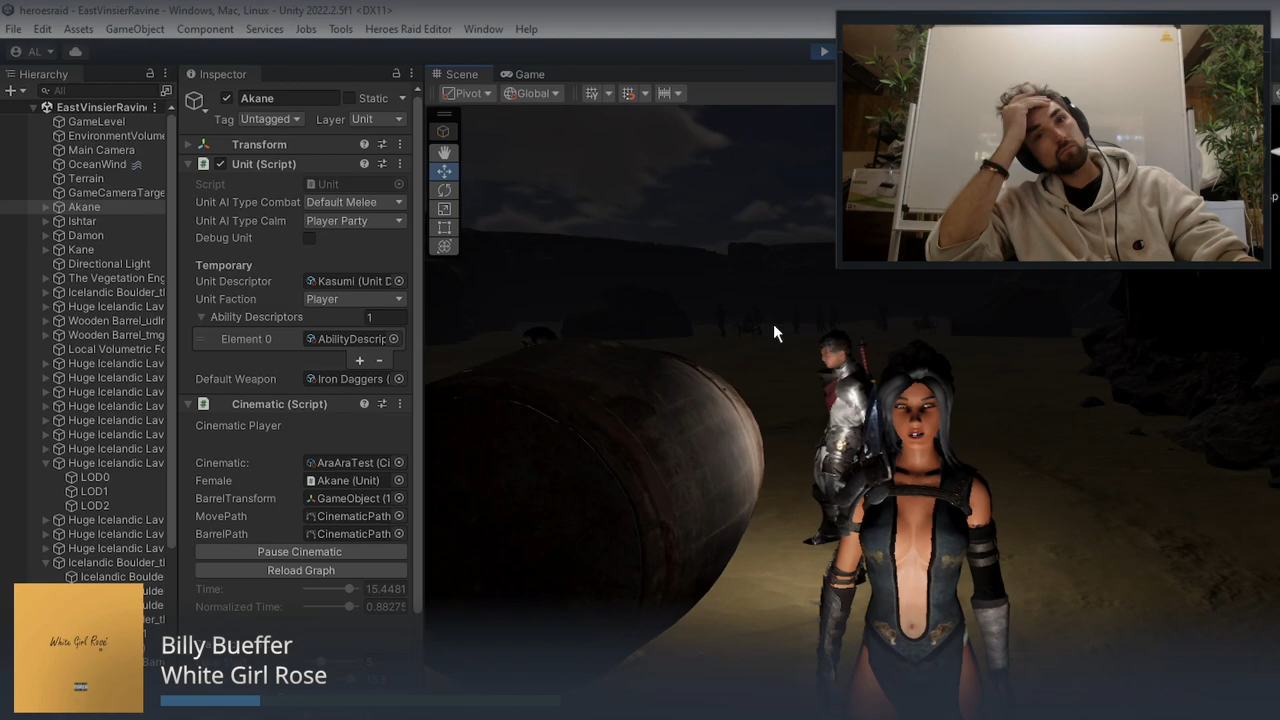 heroesraid - EastVinsierRavine - Windows, Mac, Linux - Unity 2022.2.5f1 <DX11>
File Edit Assets GameObject Component Services Jobs Tools Heroes Raid Editor Window Help
AL
Hierarchy
All
EastVinsierRavin
GameLevel
EnvironmentVolume
Main Camera
OceanWind
Terrain
GameCameraTarge
Akane
Ishtar
Damon
Kane
Directional Light
The Vegetation Eng
Icelandic Boulder_tl
Huge Icelandic Lav
Wooden Barrel_udlr
Wooden Barrel_tmg
Local Volumetric Fo
Huge Icelandic Lav
Huge Icelandic Lav
Huge Icelandic Lav
Huge Icelandic Lav
Huge Icelandic Lav
Huge Icelandic Lav
Huge Icelandic Lav
Huge Icelandic Lav
LOD0
LOD1
LOD2
Huge Icelandic Lav
Huge Icelandic Lav
Huge Icelandic Lav
Icelandic Boulder_tl
Icelandic Boulde
Inspector
Akane Static
Tag Untagged Layer Unit
Transform
Unit (Script)
Script Unit
Unit AI Type Combat Default Melee
Unit AI Type Calm Player Party
Debug Unit
Temporary
Unit Descriptor Kasumi (Unit D
Unit Faction Player
Ability Descriptors 1
Element 0 AbilityDescrip
Default Weapon Iron Daggers (
Cinematic (Script)
Cinematic Player
Cinematic: AraAraTest (Ci
Female Akane (Unit)
BarrelTransform GameObject (1
MovePath CinematicPath
BarrelPath CinematicPath
Pause Cinematic
Reload Graph
Time: 15.4481
Normalized Time: 0.88275
Scene Game
Pivot Global
White Girl Rose
Billy Bueffer
White Girl Rose